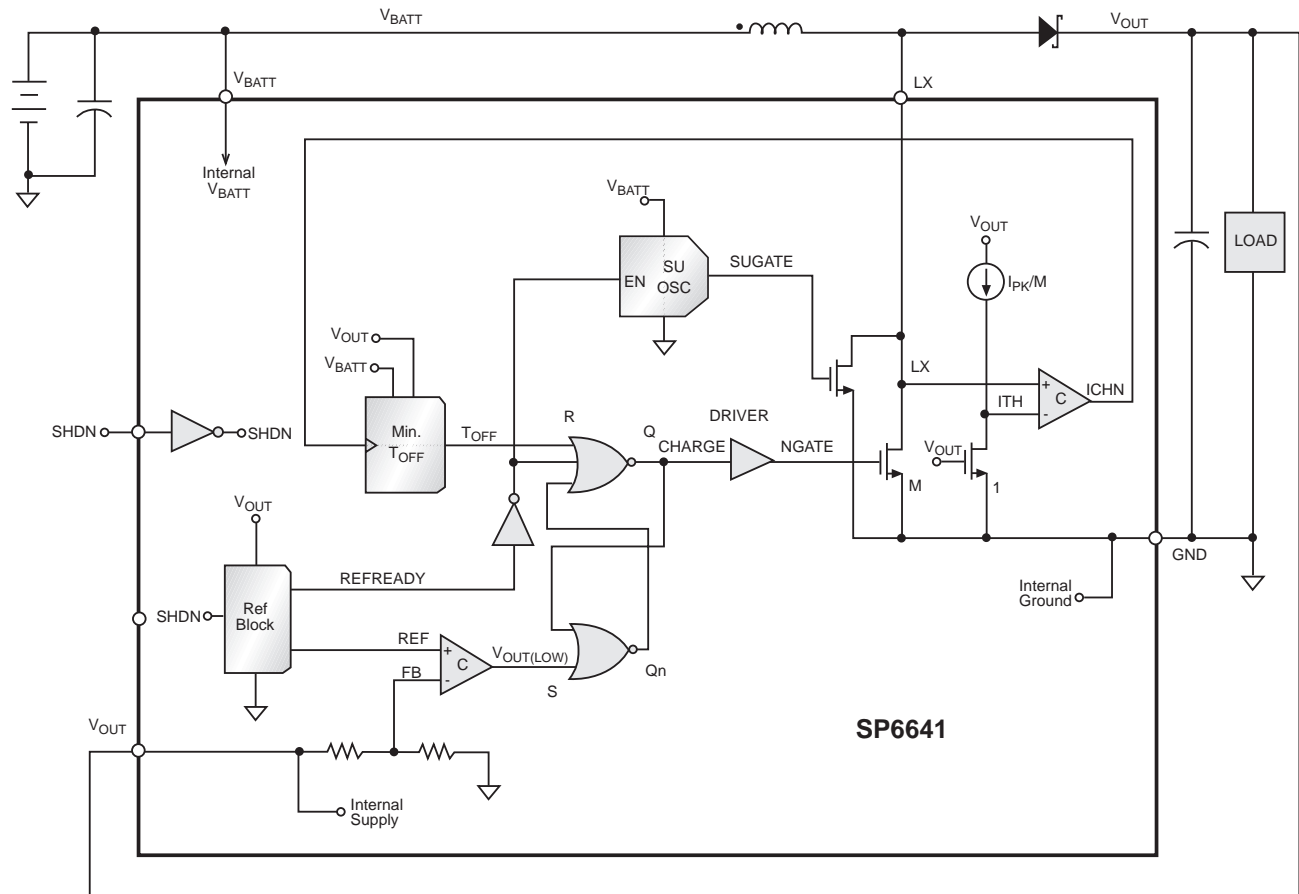 VBATT
VOUT
VBATT
LX
Internal
VBATT
VBATT
SU
OSC
EN
SUGATE
VOUT
IPK/M
LOAD
VOUT
VBATT
LX
ICHN
C
+
-
ITH
SHDN
SHDN
Min.
TOFF
TOFF
R
Q
CHARGE
DRIVER
NGATE
VOUT
M
1
VOUT
REFREADY
GND
Internal
Ground
SHDN
Ref
Block
REF
+
C
-
FB
VOUT(LOW)
S
Qn
VOUT
SP6641
Internal
Supply